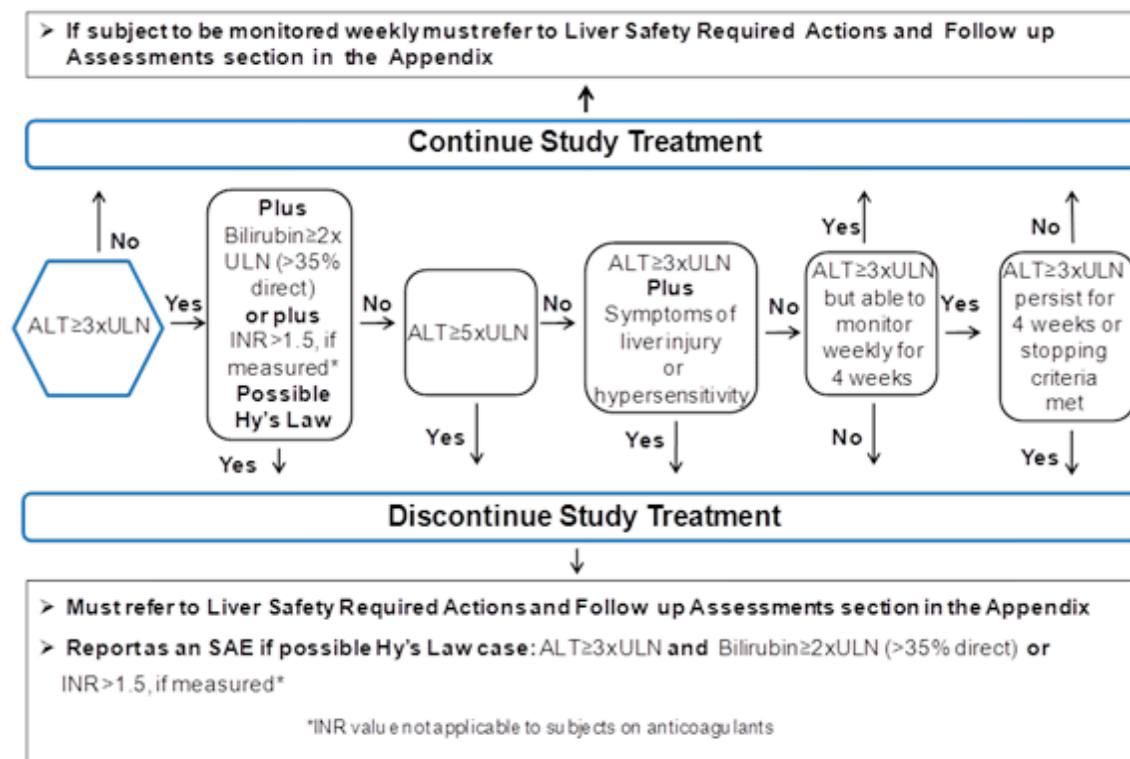 ➢ If subject to be monitored weekly must refer to Liver Safety Required Actions and Follow up
Assessments section in the Appendix
Continue Study Treatment
No
ALT≥3xULN
Yes
Plus
Bilirubin≥2x
ULN (>35%
direct)
or plus
INR>1.5, if
measured*
Possible
Hy's Law
Yes
No
ALT≥5xULN
Yes
No
ALT≥3xULN
Plus
Symptoms of
liver injury
or
hypersensitivity
Yes
No
Yes
ALT≥3xULN
but able to
monitor
weekly for
4 weeks
No
Yes
No
ALT≥3xULN
persist for
4 weeks or
stopping
criteria
met
Yes
Discontinue Study Treatment
➢ Must refer to Liver Safety Required Actions and Follow up Assessments section in the Appendix
➢ Report as an SAE if possible Hy's Law case: ALT≥3xULN and Bilirubin≥2xULN (>35% direct) or
INR>1.5, if measured*
*INR value not applicable to subjects on anticoagulants